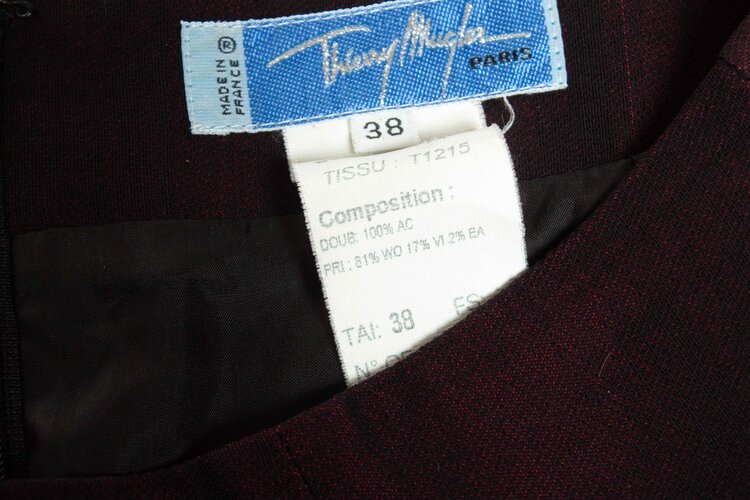 MADE IN
FRANCE
®
Thierry Mugler
PARIS
38
TISSU : T1215
Composition :
DOUB: 100% AC
PRI : 81% WO 17% VI 2% EA
TAI: 38